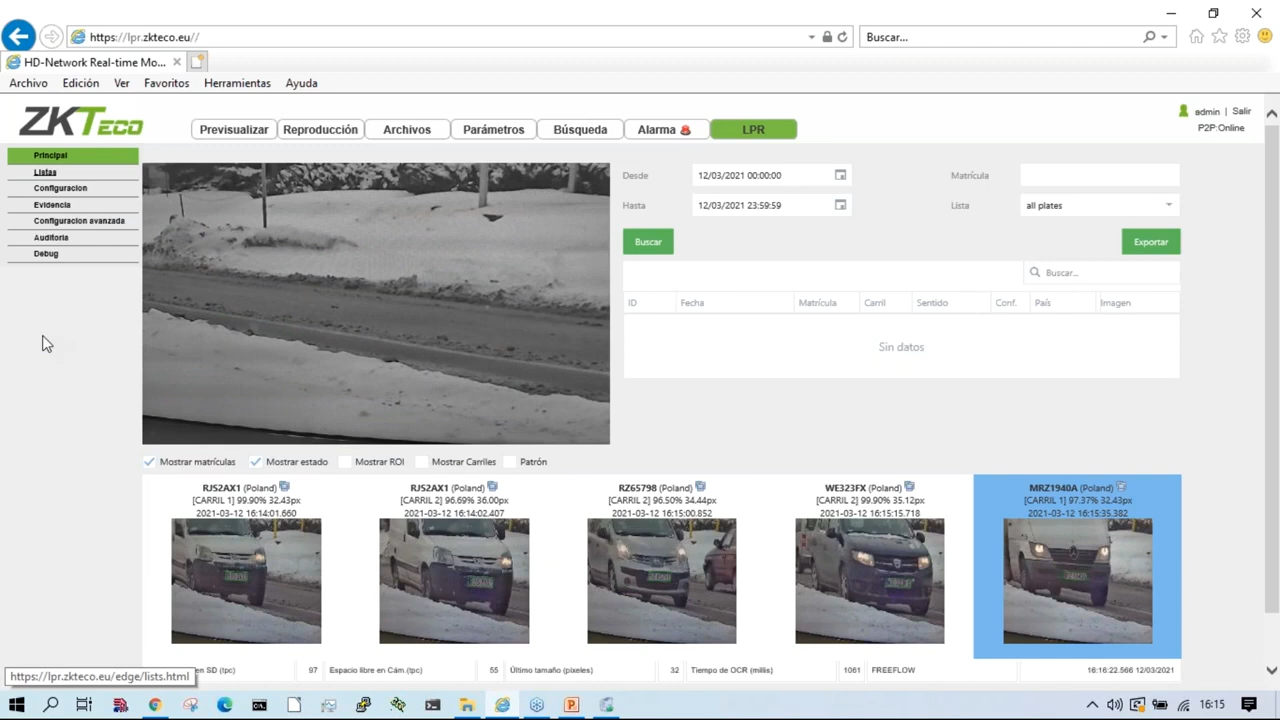 https://lpr.zkteco.eu//
Buscar...
HD-Network Real-time Mo...
Archivo Edición Ver Favoritos Herramientas Ayuda
ZKTeco
Previsualizar Reproducción Archivos Parámetros Búsqueda Alarma LPR
admin | Salir
P2P:Online
Principal
Listas
Configuracion
Evidencia
Configuracion avanzada
Auditoria
Debug
Desde 12/03/2021 00:00:00 Matrícula
Hasta 12/03/2021 23:59:59 Lista all plates
Buscar Exportar
Buscar...
ID Fecha Matrícula Carril Sentido Conf. País Imagen
Sin datos
Mostrar matrículas Mostrar estado Mostrar ROI Mostrar Carriles Patrón
RJS2AX1 (Poland) RJS2AX1 (Poland) RZ65798 (Poland) WE323FX (Poland) MRZ1940A (Poland)
[CARRIL 1] 99.90% 32.43px [CARRIL 2] 96.69% 36.00px [CARRIL 2] 96.50% 34.44px [CARRIL 2] 99.90% 35.12px [CARRIL 1] 97.37% 32.43px
2021-03-12 16:14:01.660 2021-03-12 16:14:02.407 2021-03-12 16:15:00.852 2021-03-12 16:15:15.718 2021-03-12 16:15:35.382
en SD (tpc) 97 Espacio libre en Cám.(tpc) 55 Último tamaño (píxeles) 32 Tiempo de OCR (millis) 1061 FREEFLOW 16:16:22.566 12/03/2021
https://lpr.zkteco.eu/edge/lists.html
16:15